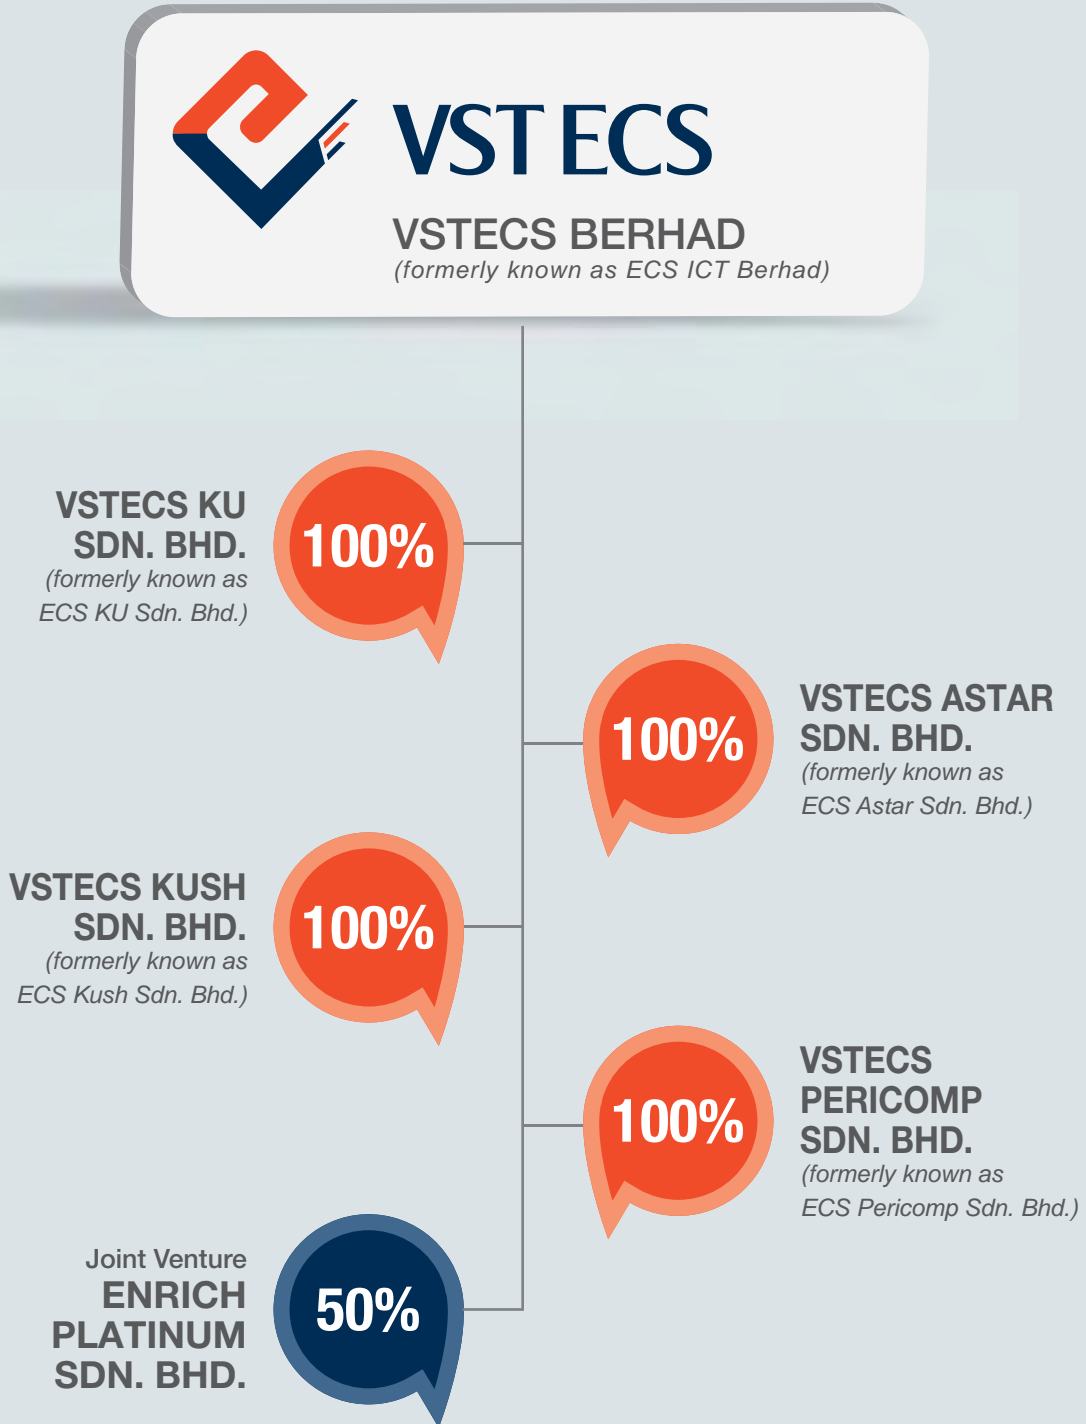 VST ECS
VSTECS BERHAD
(formerly known as ECS ICT Berhad)
VSTECS KU
SDN. BHD.
(formerly known as
ECS KU Sdn. Bhd.)
100%
100%
VSTECS ASTAR
SDN. BHD.
(formerly known as
ECS Astar Sdn. Bhd.)
VSTECS KUSH
SDN. BHD.
(formerly known as
ECS Kush Sdn. Bhd.)
100%
100%
VSTECS
PERICOMP
SDN. BHD.
(formerly known as
ECS Pericomp Sdn. Bhd.)
Joint Venture
ENRICH
PLATINUM
SDN. BHD.
50%